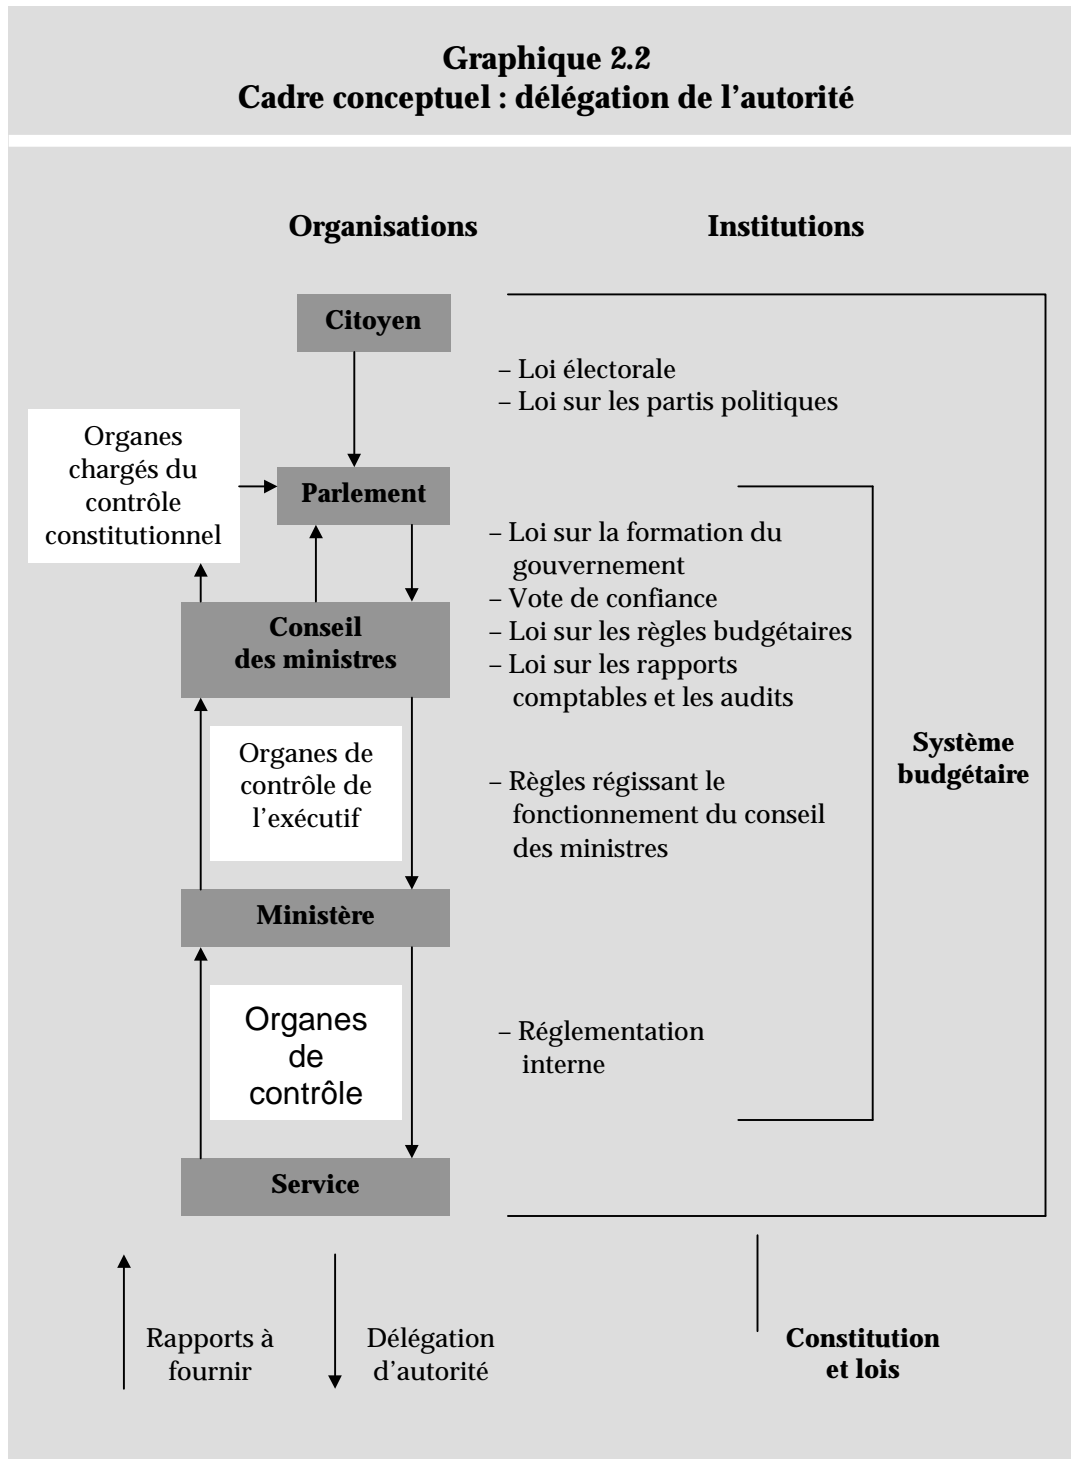 Graphique 2.2
Cadre conceptuel : délégation de l'autorité
Organisations
Institutions
Citoyen
– Loi électorale
– Loi sur les partis politiques
Organes
chargés du
contrôle
constitutionnel
Parlement
– Loi sur la formation du
gouvernement
– Vote de confiance
– Loi sur les règles budgétaires
– Loi sur les rapports
comptables et les audits
Conseil
des ministres
Système
budgétaire
Organes de
contrôle de
l'exécutif
– Règles régissant le
fonctionnement du conseil
des ministres
Ministère
Organes
de
contrôle
– Réglementation
interne
Service
Rapports à
fournir
Délégation
d'autorité
Constitution
et lois